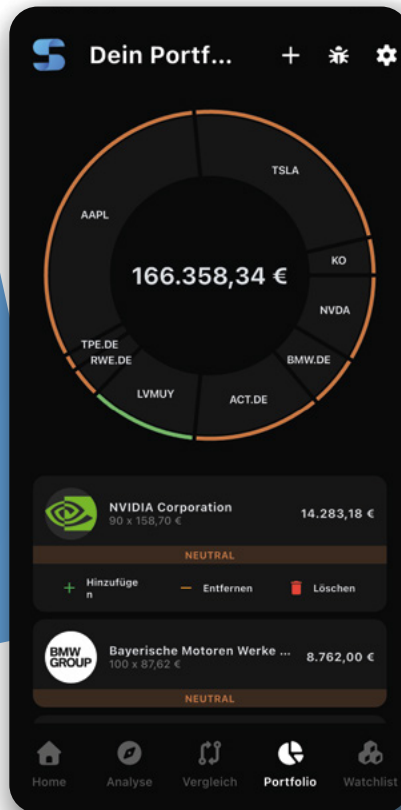 Dein Portf...
TSLA
AAPL
KO
166.358,34 €
NVDA
TPE.DE
RWE.DE
BMW.DE
LVMUY
ACT.DE
NVIDIA Corporation
90 x 158,70 €
14.283,18 €
NEUTRAL
Hinzufüge
n
Entfernen
Löschen
BMW
GROUP
Bayerische Motoren Werke ...
100 x 87,62 €
8.762,00 €
NEUTRAL
Home
Analyse
Vergleich
Portfolio
Watchlist